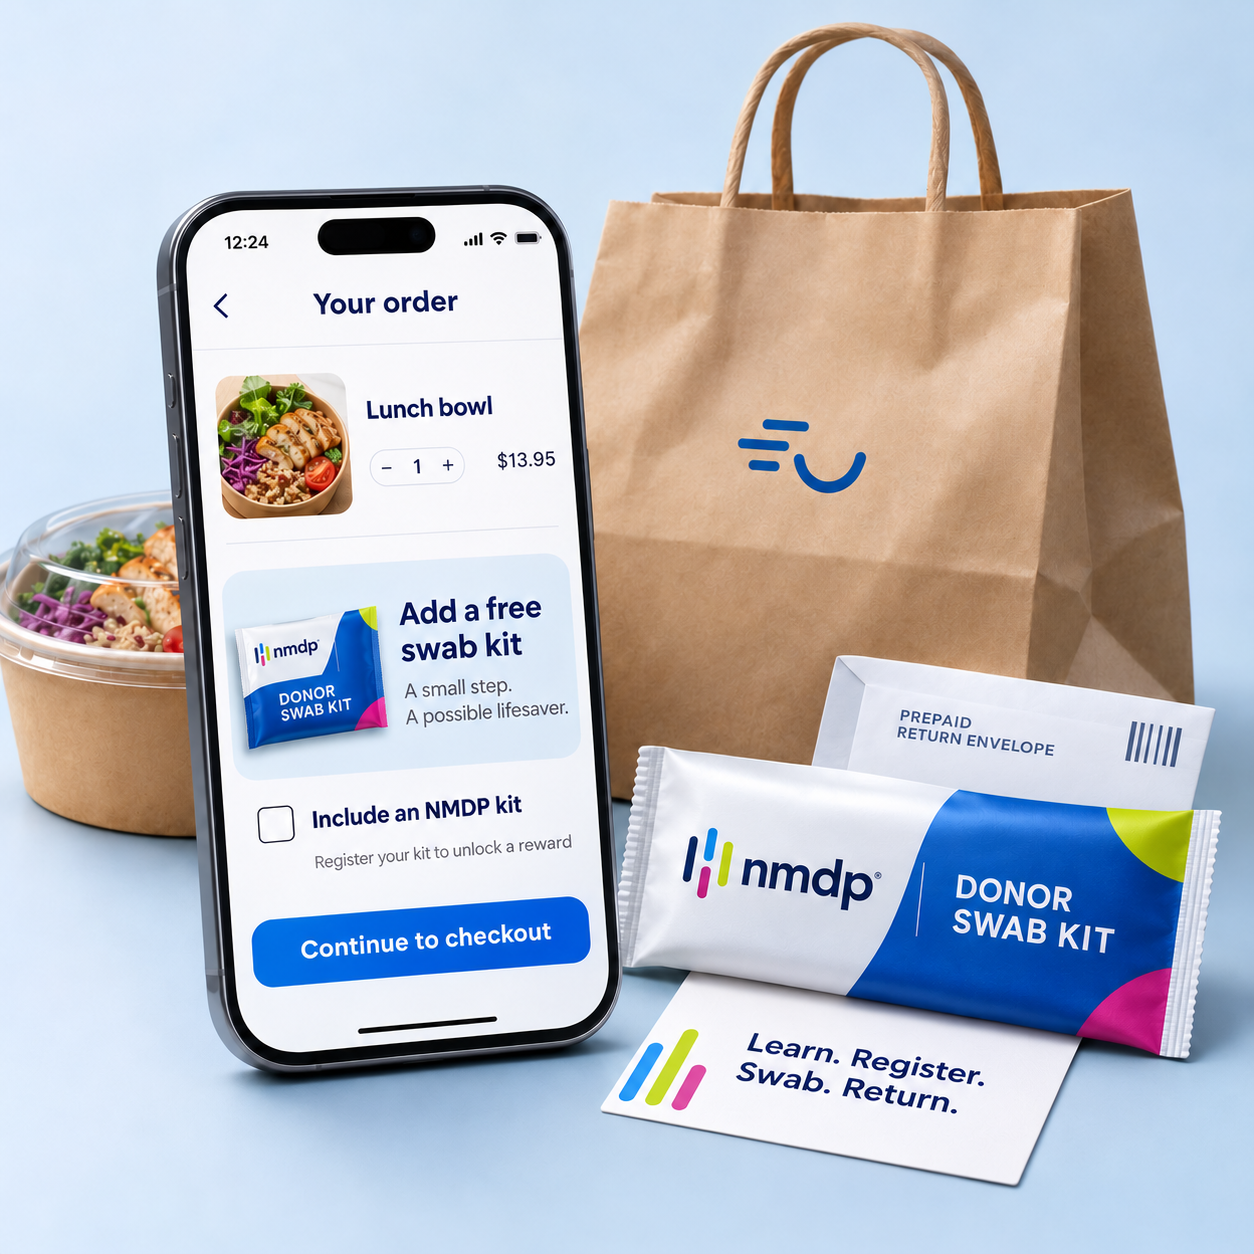 12:24
Your order
Lunch bowl
− 1 +
$13.95
nmdp®
DONOR
SWAB KIT
Add a free
swab kit
A small step.
A possible lifesaver.
Include an NMDP kit
Register your kit to unlock a reward
Continue to checkout
PREPAID
RETURN ENVELOPE
nmdp®
DONOR
SWAB KIT
Learn. Register.
Swab. Return.